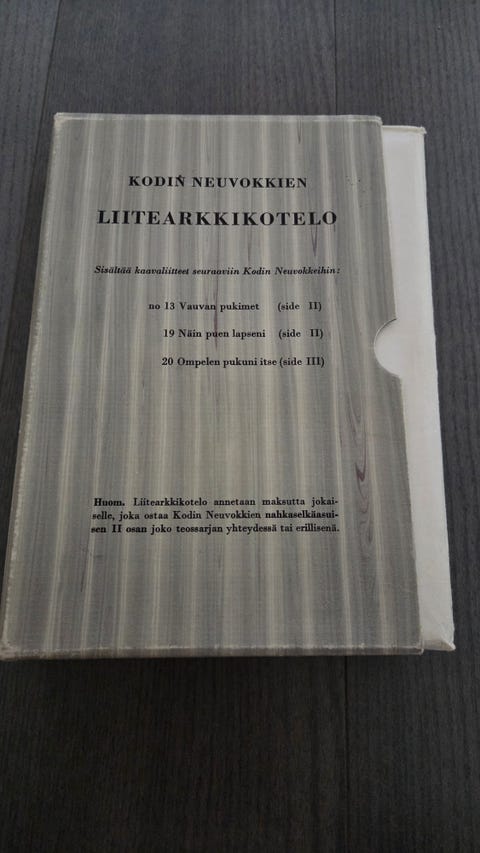 KODIN NEUVOKKIEN
LIITEARKKIKOTELO
Sisältää kaavaliitteet seuraaviin Kodin Neuvokkeihin:
no 13 Vauvan pukimet (side II)
19 Näin puen lapseni (side II)
20 Ompelen pukuni itse (side III)
Huom. Liitearkkikotelo annetaan maksutta jokai-
selle, joka ostaa Kodin Neuvokkien nahkaselkäasui-
sen II osan joko teossarjan yhteydessä tai erillisenä.